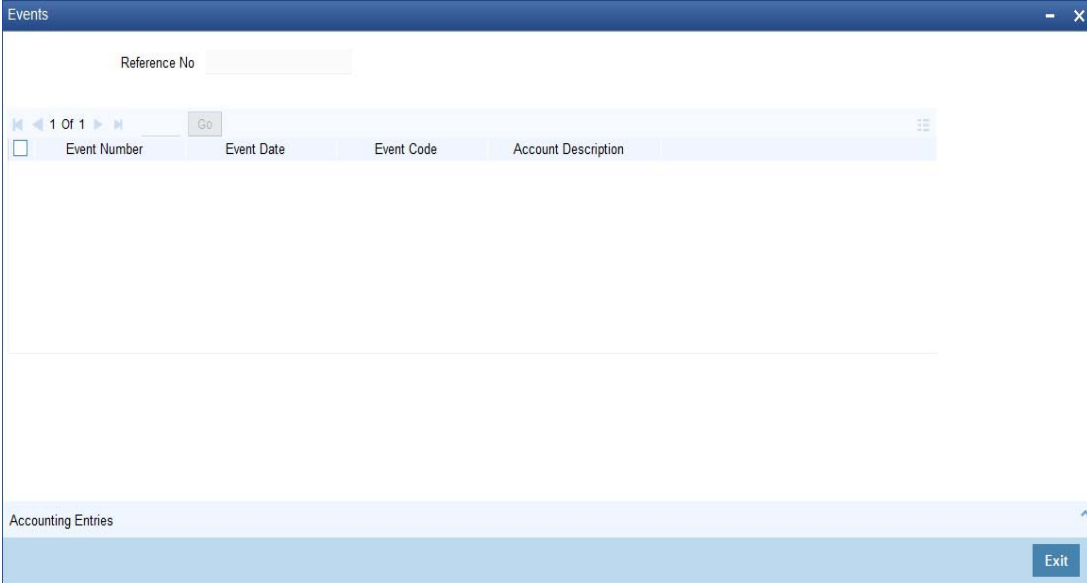 Events
Reference No
1 Of 1 Go
Event Number Event Date Event Code Account Description
Accounting Entries
Exit